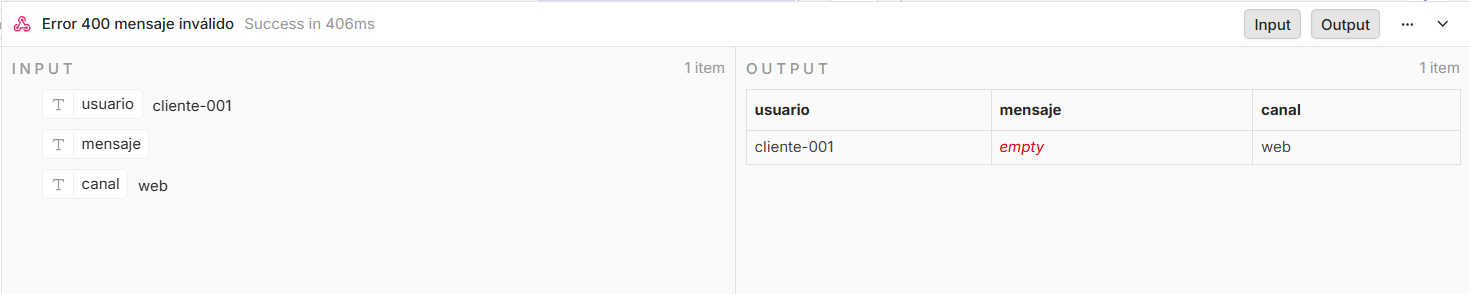 Error 400 mensaje inválido Success in 406ms Input Output
INPUT 1 item
T usuario cliente-001
T mensaje
T canal web
OUTPUT 1 item
usuario mensaje canal
cliente-001 empty web